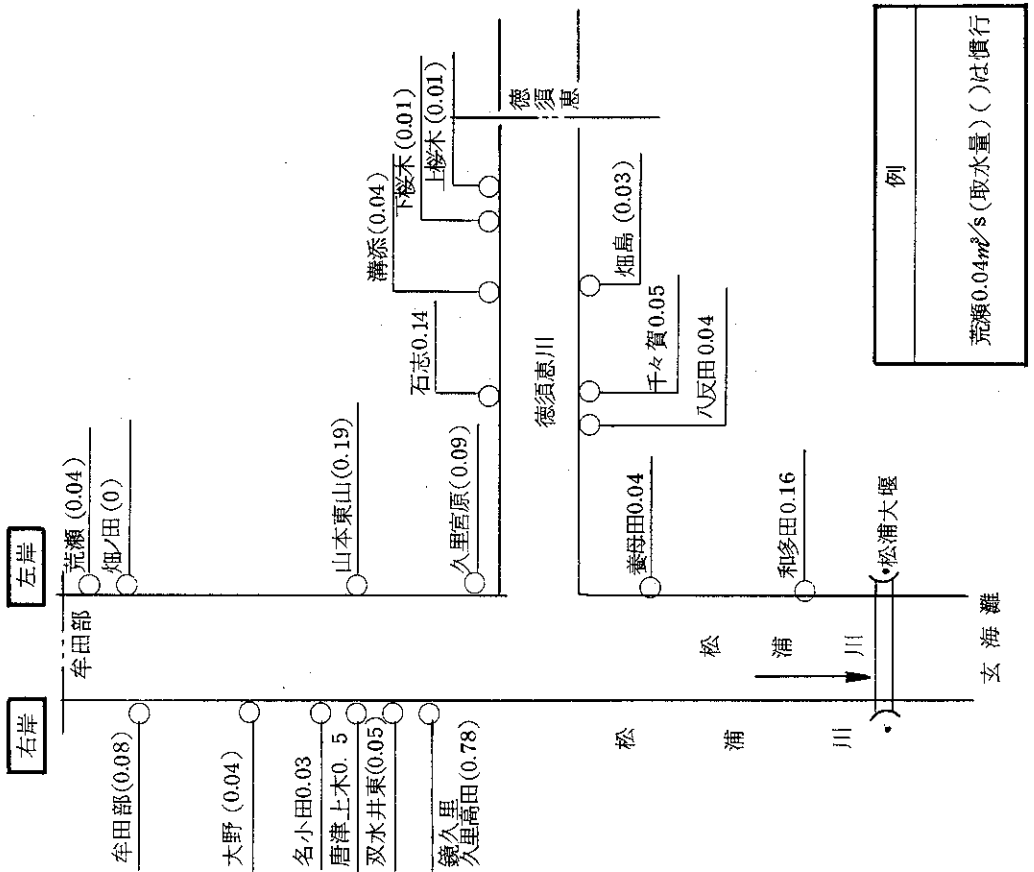 左岸
右岸
荒瀬(0.04)
畑ノ田(0)
牟田部
牟田部(0.08)
大野(0.04)
名小田0.03
唐津上木0.5
双水井東(0.05)
鏡久里
久里高田(0.78)
山本東山(0.19)
久里宮原(0.09)
石志0.14
溝添(0.04)
下桜木(0.01)
上桜木(0.01)
徳須恵
徳須恵川
畑島(0.03)
千々賀0.05
八反田0.04
養母田0.04
和多田0.16
松浦川
松浦川
松浦大堰
玄海灘
例
荒瀬0.04m³/s(取水量)( )は慣行